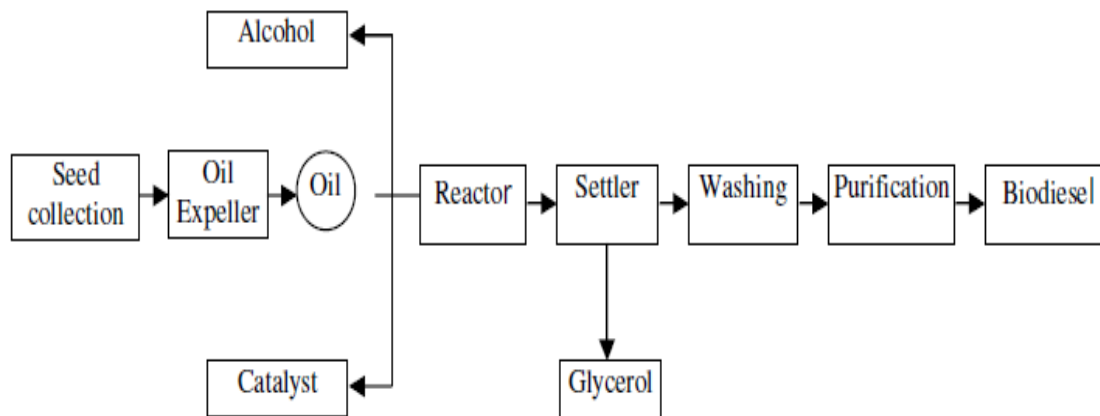 Alcohol
Seed
collection
Oil
Expeller
Oil
Reactor
Settler
Washing
Purification
Biodiesel
Catalyst
Glycerol